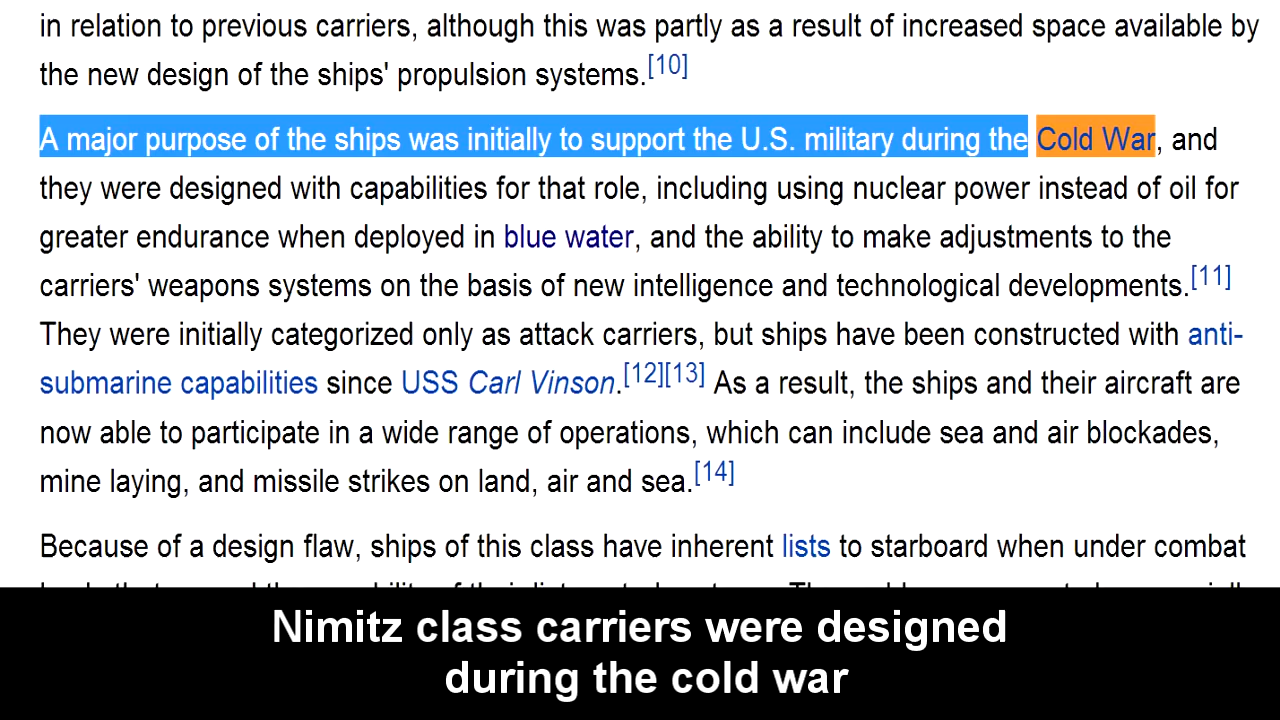 in relation to previous carriers, although this was partly as a result of increased space available by
the new design of the ships' propulsion systems.[10]
A major purpose of the ships was initially to support the U.S. military during the Cold War, and
they were designed with capabilities for that role, including using nuclear power instead of oil for
greater endurance when deployed in blue water, and the ability to make adjustments to the
carriers' weapons systems on the basis of new intelligence and technological developments.[11]
They were initially categorized only as attack carriers, but ships have been constructed with anti-
submarine capabilities since USS Carl Vinson.[12][13] As a result, the ships and their aircraft are
now able to participate in a wide range of operations, which can include sea and air blockades,
mine laying, and missile strikes on land, air and sea.[14]
Because of a design flaw, ships of this class have inherent lists to starboard when under combat
Nimitz class carriers were designed
during the cold war